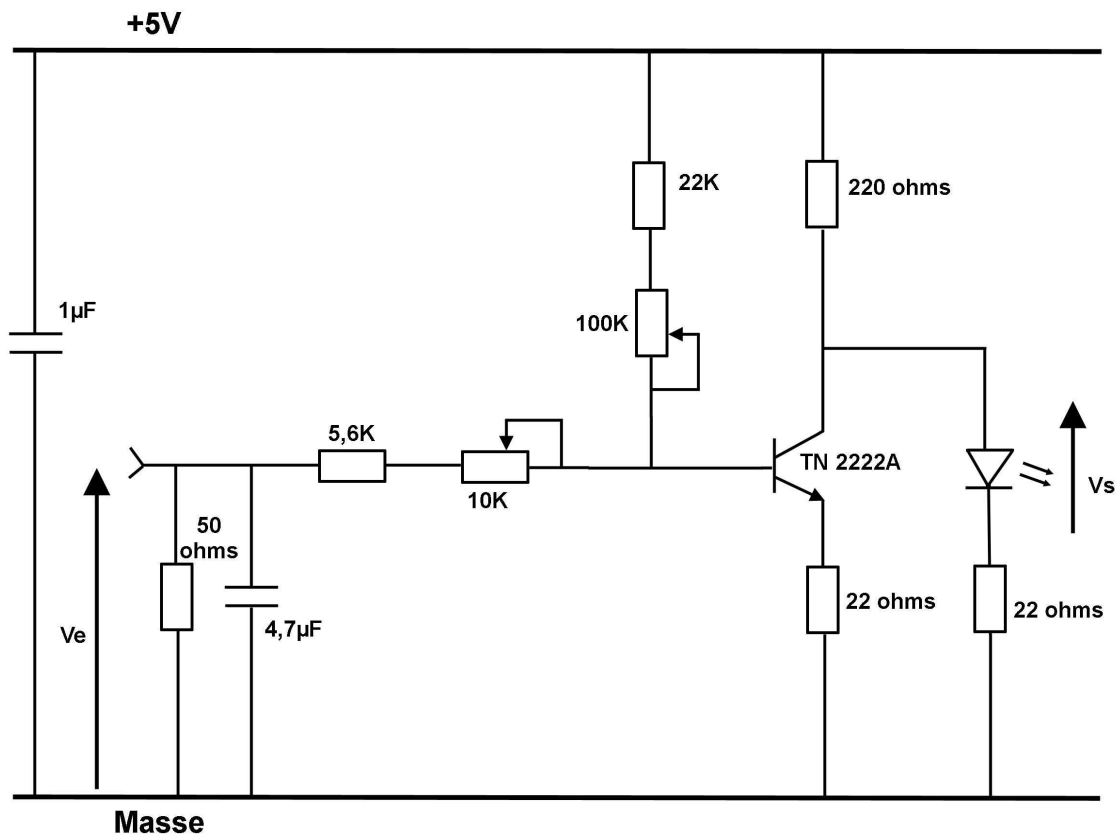 +5V
22K
220 ohms
1µF
100K
5,6K
TN 2222A
10K
Vs
50
ohms
22 ohms
22 ohms
4,7µF
Ve
Masse